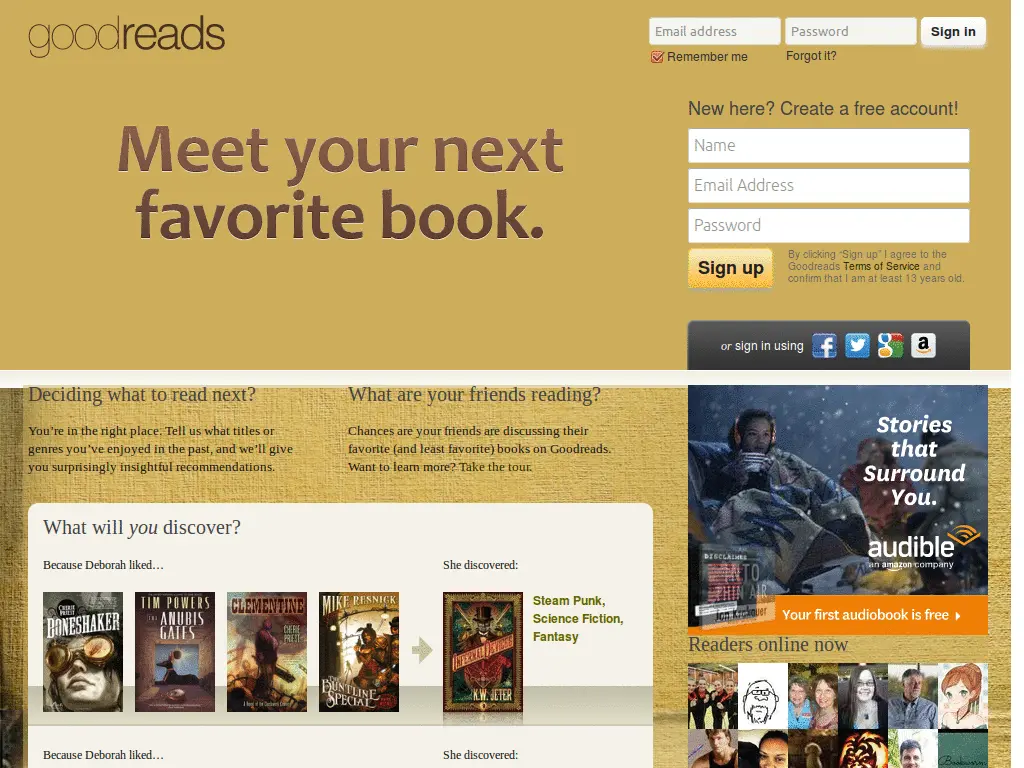 goodreads
Email address
Password
Sign in
Remember me
Forgot it?
Meet your next
favorite book.
New here? Create a free account!
Name
Email Address
Password
Sign up
By clicking "Sign up" I agree to the
Goodreads Terms of Service and
confirm that I am at least 13 years old.
or sign in using
a
Deciding what to read next?
You're in the right place. Tell us what titles or
genres you've enjoyed in the past, and we'll give
you surprisingly insightful recommendations.
What are your friends reading?
Chances are your friends are discussing their
favorite (and least favorite) books on Goodreads.
Want to learn more? Take the tour.
What will you discover?
Because Deborah liked…
She discovered:
CHERIE
PRIEST
BONESHAKER
TIM POWERS
THE ANUBIS
GATES
CLEMENTINE
CHERIE
PRIEST
MIKE RESNICK
THE
BUNTLINE
SPECIAL
INFERNAL DEVICES
K.W. JETER
Steam Punk,
Science Fiction,
Fantasy
Because Deborah liked…
She discovered:
Stories
that
Surround
You.
audible
an amazon company
DISCLAIMER
INTO
THIN AIR
Your first audiobook is free
Readers online now
Bookworm